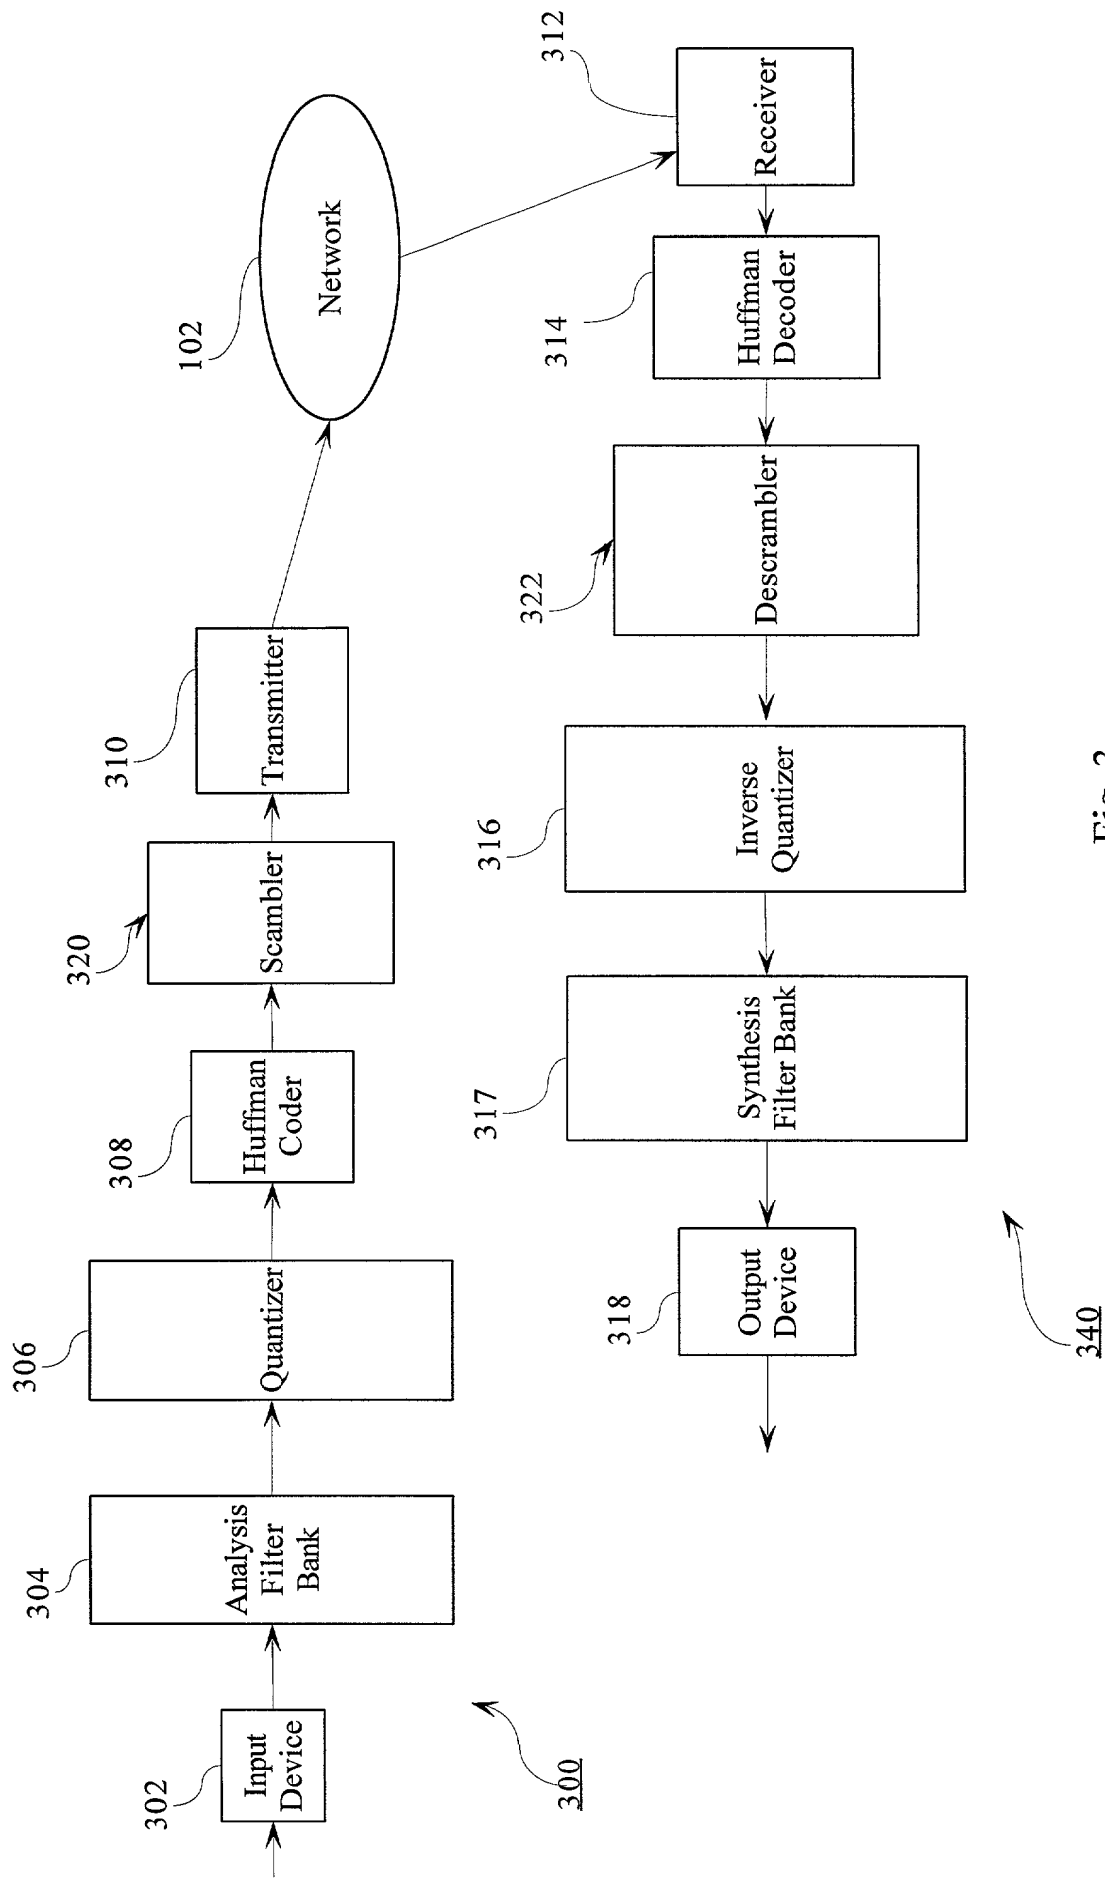 302
Input
Device
304
Analysis
Filter
Bank
306
Quantizer
308
Huffman
Coder
320
Scambler
310
Transmitter
102
Network
312
Receiver
314
Huffman
Decoder
322
Descrambler
316
Inverse
Quantizer
317
Synthesis
Filter Bank
318
Output
Device
300
340